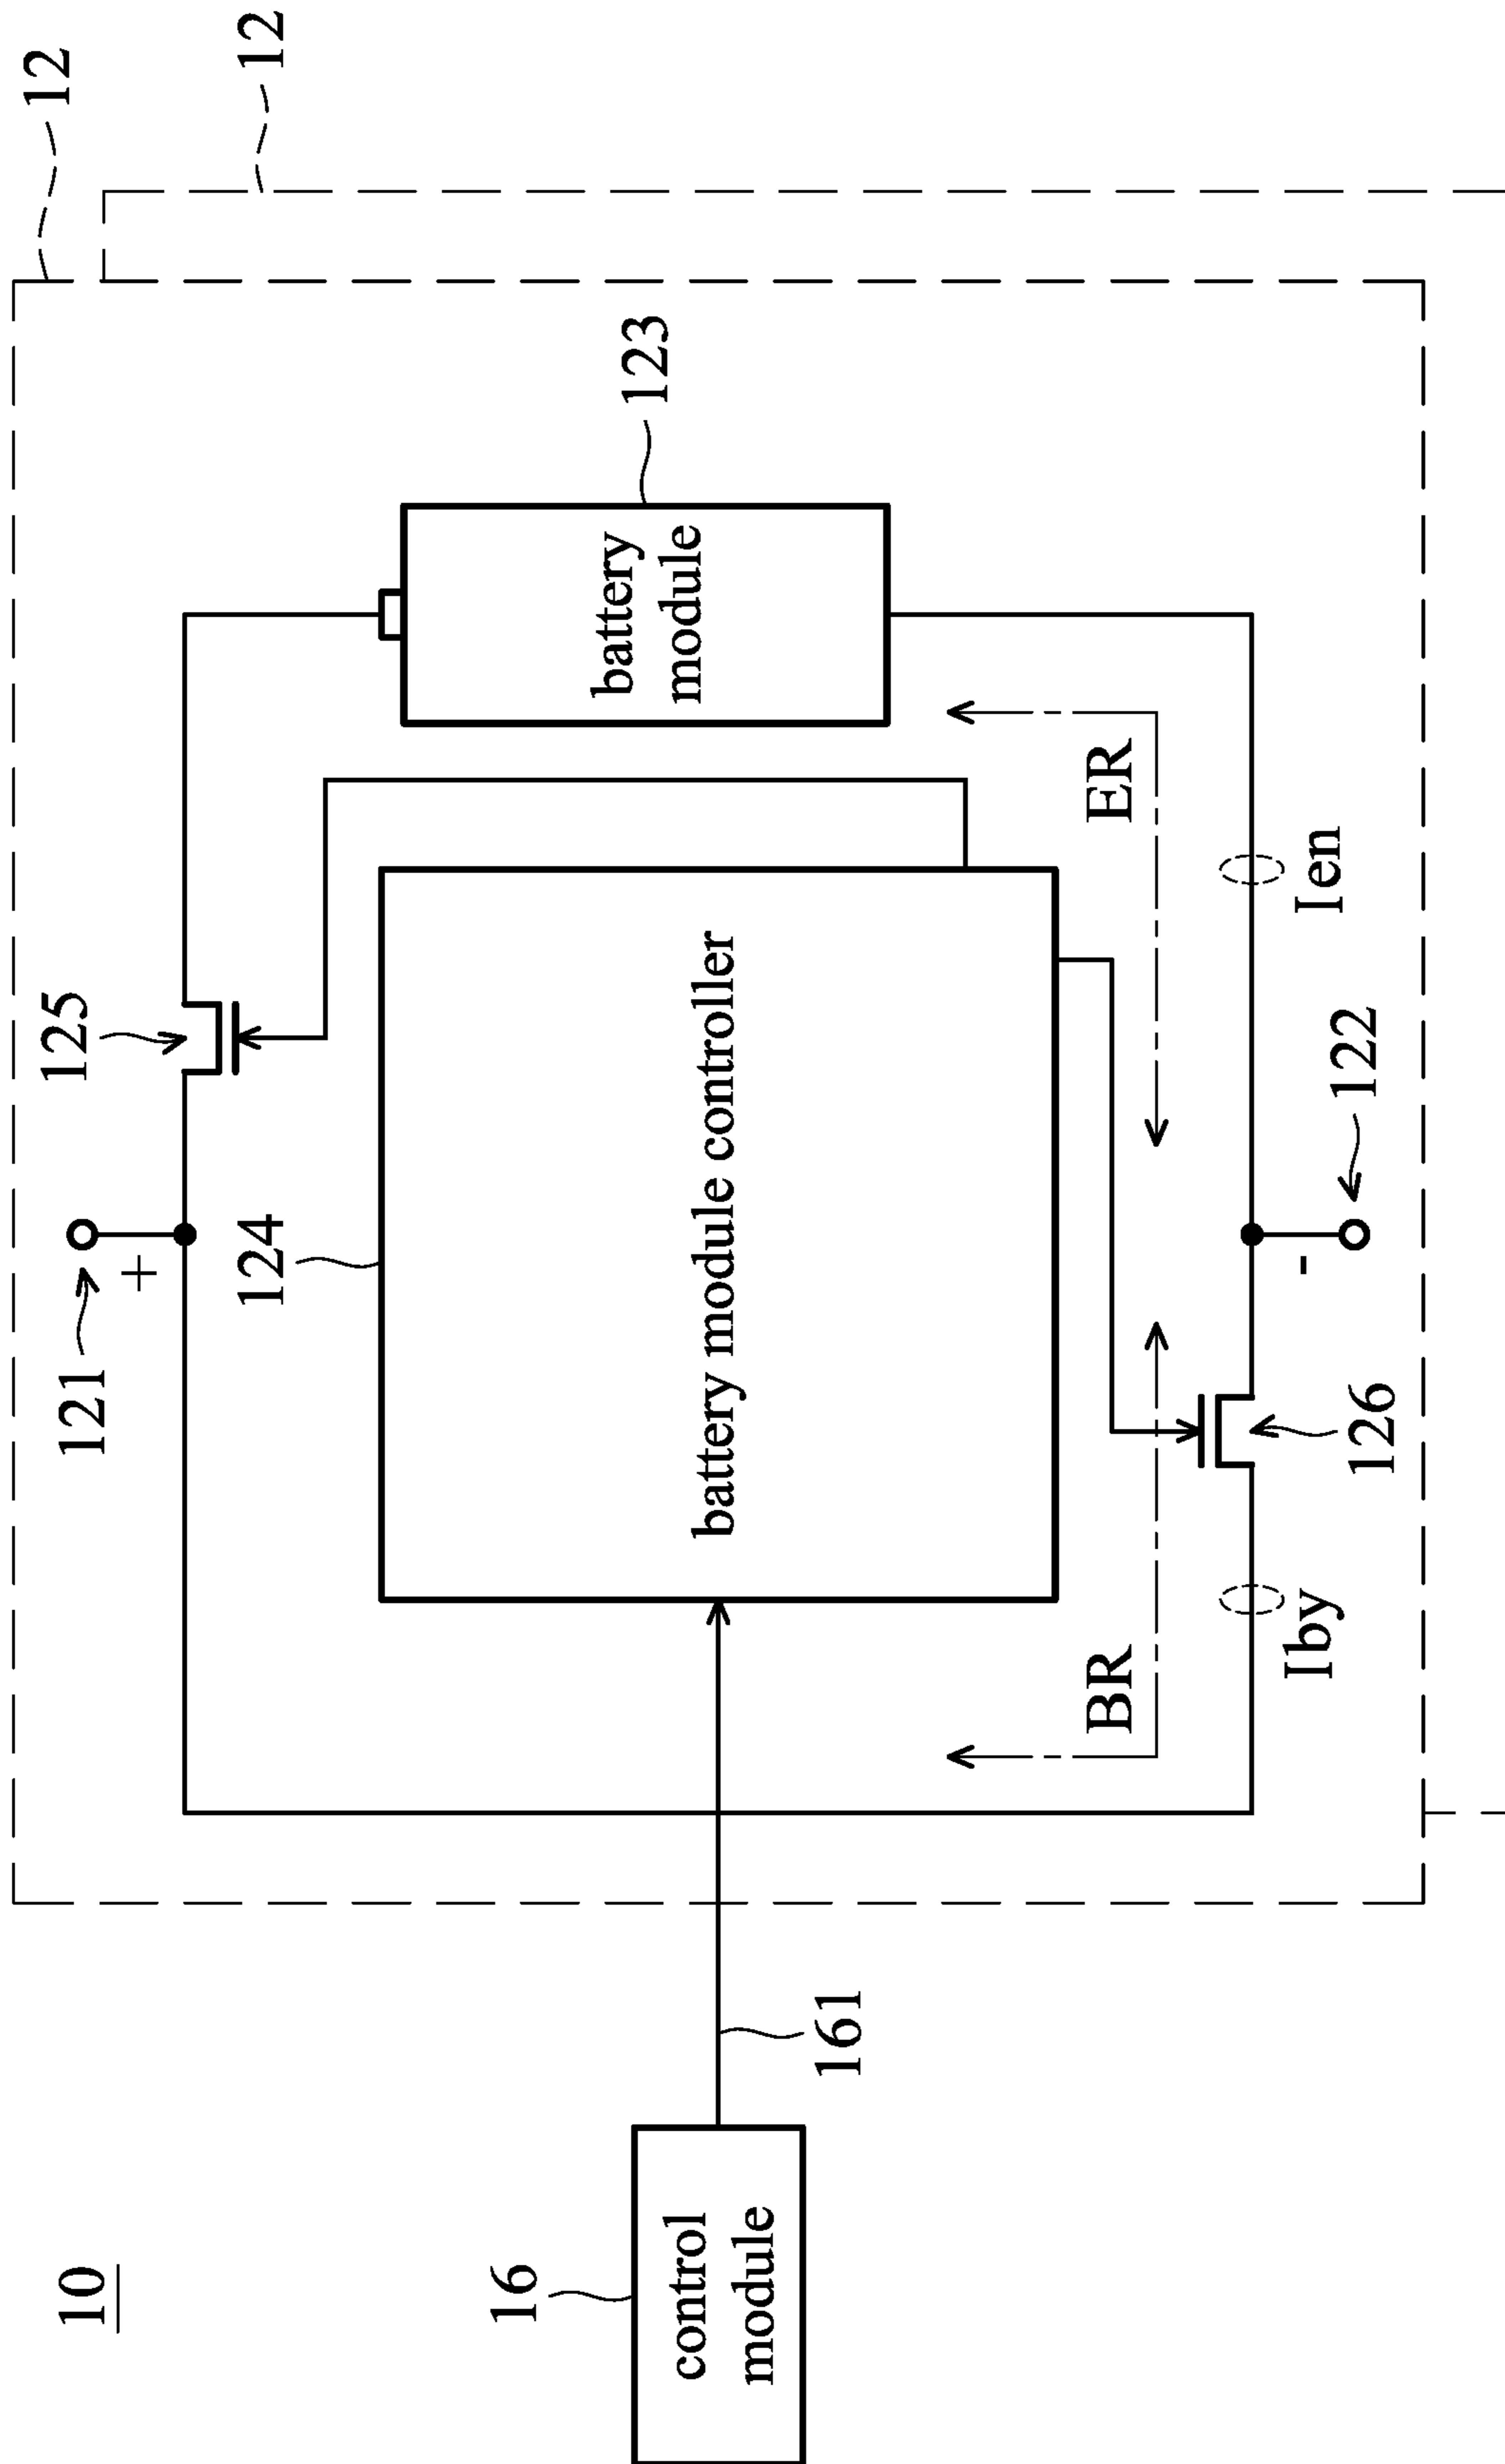 10
12
12
121
+
125
124
battery module controller
battery
module
123
16
control
module
161
BR
ER
Iby
Ien
126
-
122